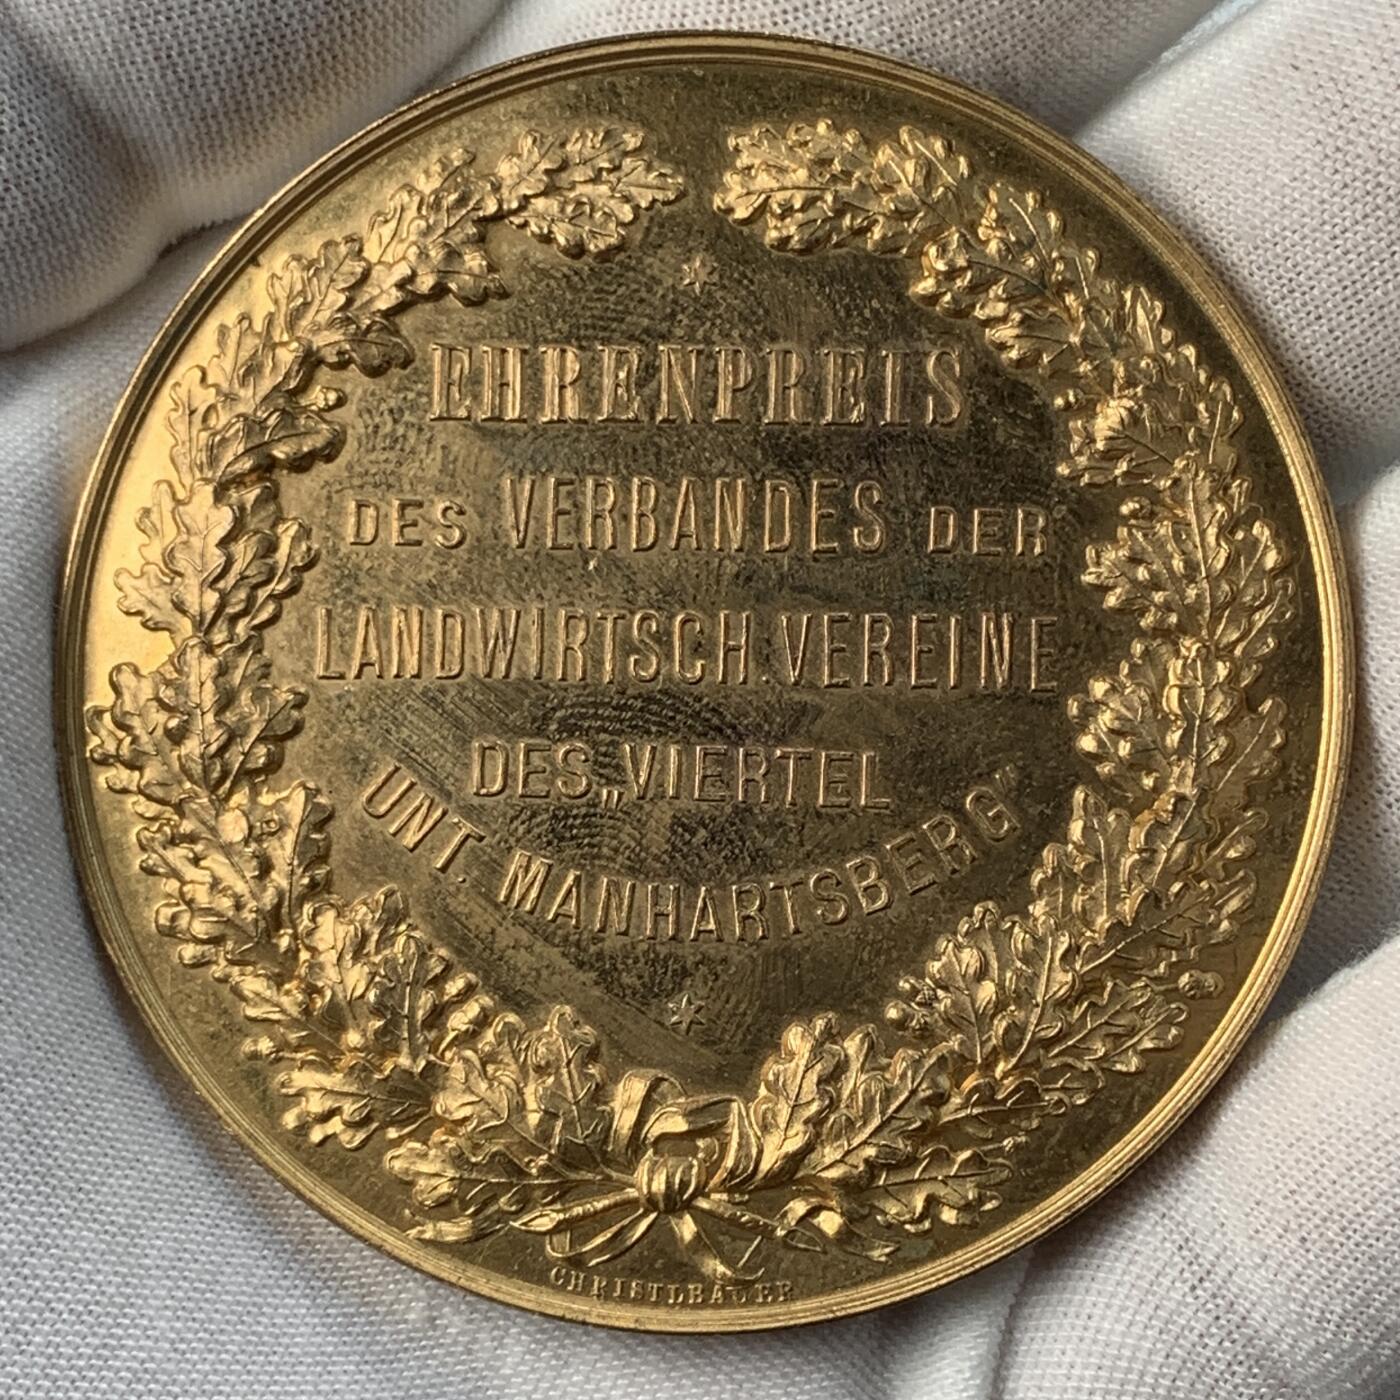 EHRENPREIS
DES VERBANDES DER
LANDWIRTSCH. VEREINE
DES „VIERTEL
UNT. MANHARTSBERG“
CHRISTLBAUER